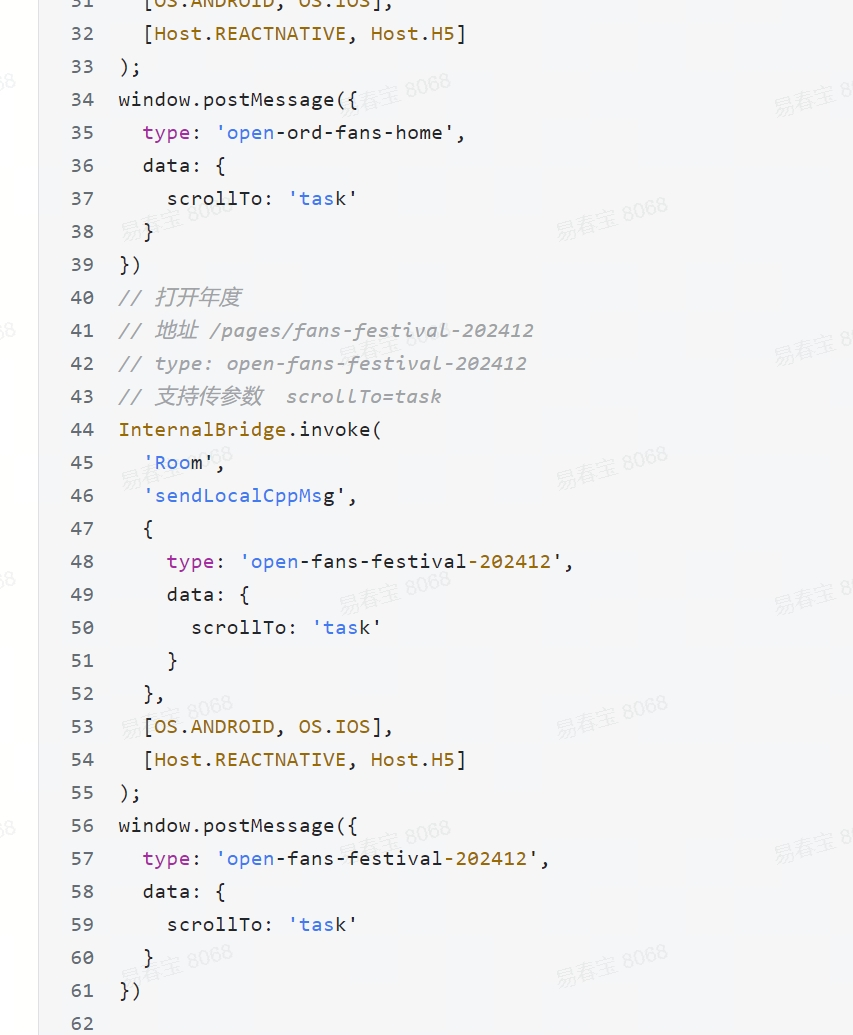 31 [OS.ANDROID, OS.IOS],
32 [Host.REACTNATIVE, Host.H5]
33 );
34 window.postMessage({
35 type: 'open-ord-fans-home',
36 data: {
37 scrollTo: 'task'
38 }
39 })
40 // 打开年度
41 // 地址 /pages/fans-festival-202412
42 // type: open-fans-festival-202412
43 // 支持传参数  scrollTo=task
44 InternalBridge.invoke(
45 'Room',
46 'sendLocalCppMsg',
47 {
48 type: 'open-fans-festival-202412',
49 data: {
50 scrollTo: 'task'
51 }
52 },
53 [OS.ANDROID, OS.IOS],
54 [Host.REACTNATIVE, Host.H5]
55 );
56 window.postMessage({
57 type: 'open-fans-festival-202412',
58 data: {
59 scrollTo: 'task'
60 }
61 })
62
易春宝 8068